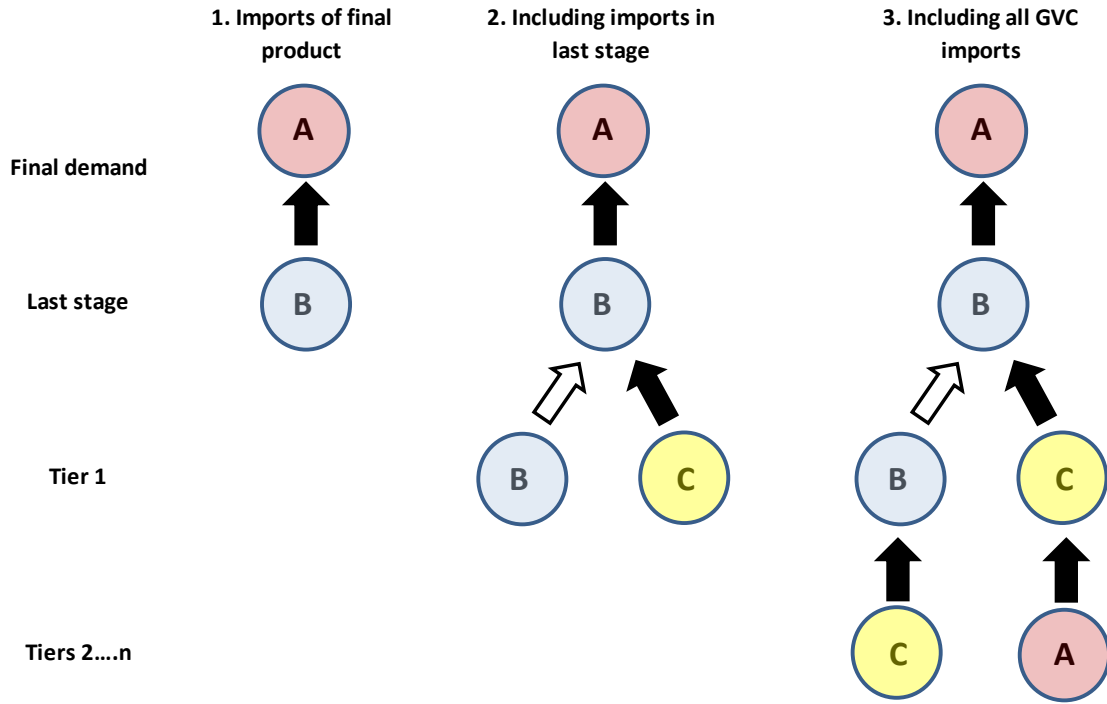 1. Imports of final
product
2. Including imports in
last stage
3. Including all GVC
imports
Final demand
A
A
A
Last stage
B
B
B
Tier 1
B
C
B
C
Tiers 2....n
C
A